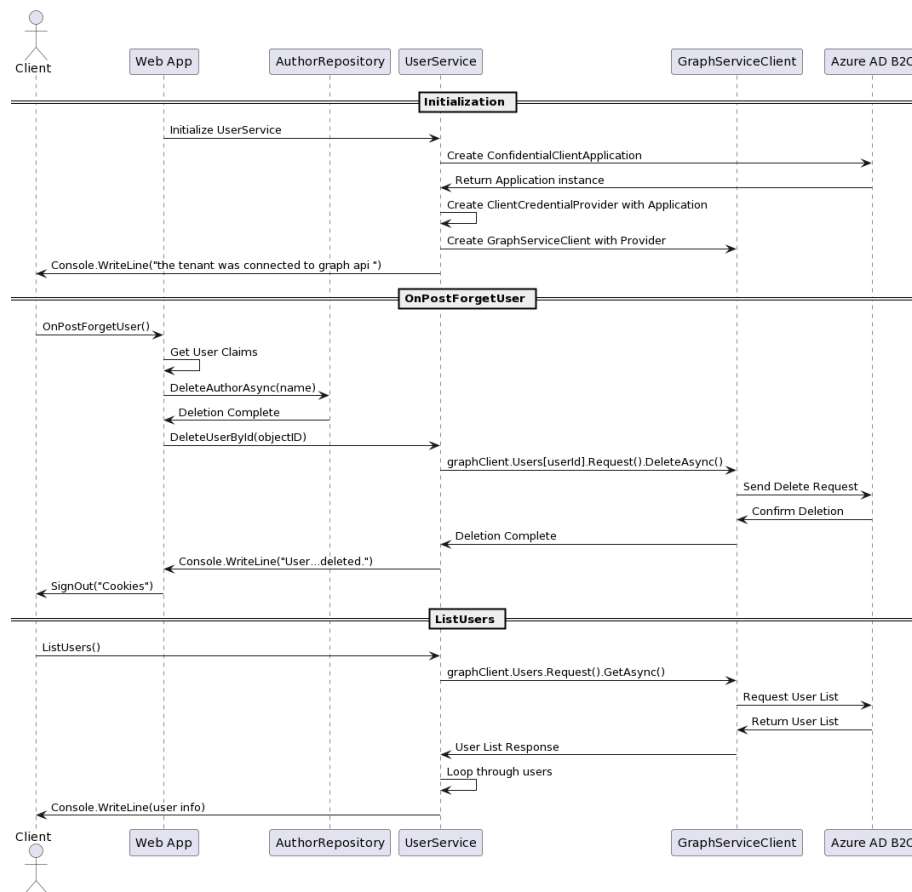 Client
Web App
AuthorRepository
UserService
GraphServiceClient
Azure AD B2C
Initialization
Initialize UserService
Create ConfidentialClientApplication
Return Application instance
Create ClientCredentialProvider with Application
Create GraphServiceClient with Provider
Console.WriteLine("the tenant was connected to graph api ")
OnPostForgetUser
OnPostForgetUser()
Get User Claims
DeleteAuthorAsync(name)
Deletion Complete
DeleteUserById(objectID)
graphClient.Users[userId].Request().DeleteAsync()
Send Delete Request
Confirm Deletion
Deletion Complete
Console.WriteLine("User...deleted.")
SignOut("Cookies")
ListUsers
ListUsers()
graphClient.Users.Request().GetAsync()
Request User List
Return User List
User List Response
Loop through users
Console.WriteLine(user info)
Client
Web App
AuthorRepository
UserService
GraphServiceClient
Azure AD B2C